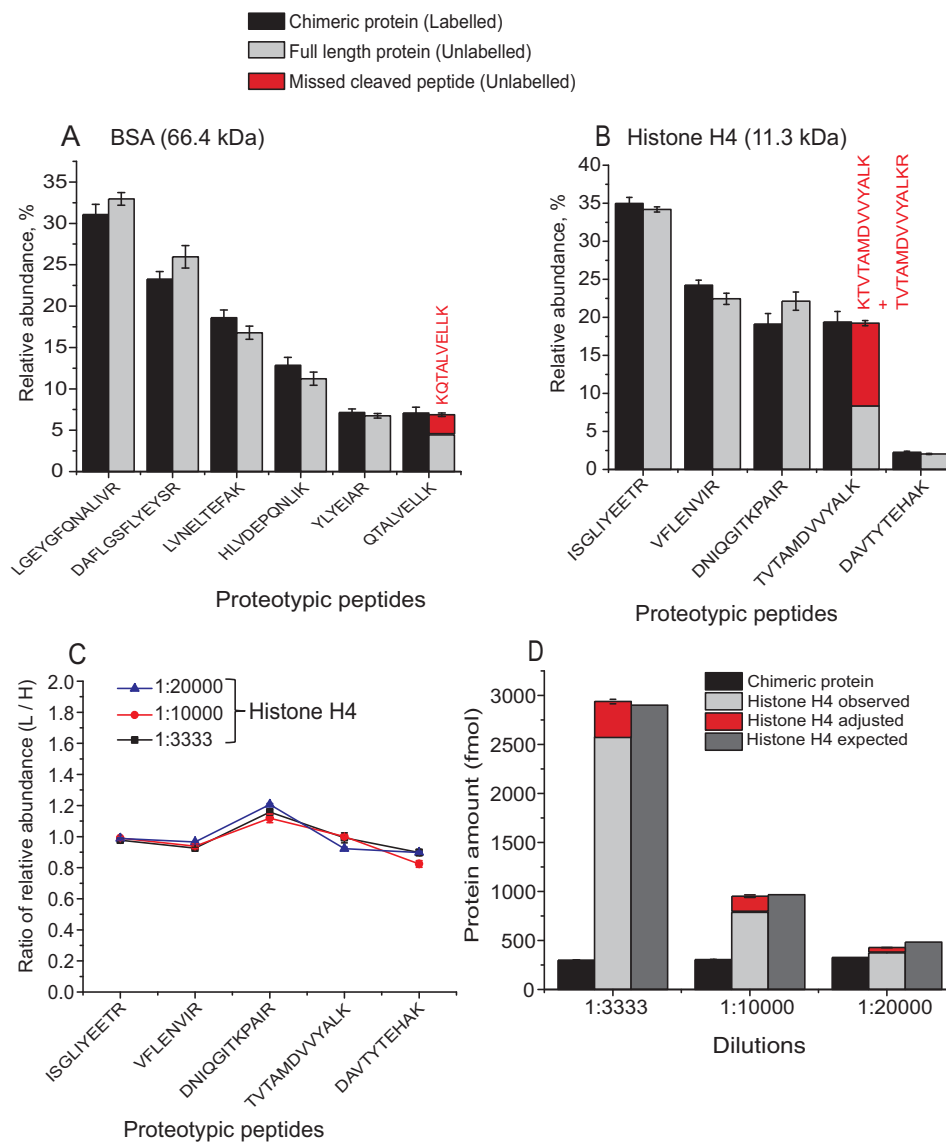 Chimeric protein (Labelled)
Full length protein (Unlabelled)
Missed cleaved peptide (Unlabelled)
A BSA (66.4 kDa)
Relative abundance, %
35
30
25
20
15
10
5
0
KQTALVELLK
LGEYGFQNALIVR
DAFLGSFLYEYSR
LVNELTEFAK
HLVDEPQNLIK
YLYEIAR
QTALVELLK
Proteotypic peptides
B Histone H4 (11.3 kDa)
Relative abundance, %
40
35
30
25
20
15
10
5
0
KTVTAMDVVYALK
+
TVTAMDVVYALKR
ISGLIYEETR
VFLENVIR
DNIQGITKPAIR
TVTAMDVVYALK
DAVTYTEHAK
Proteotypic peptides
C
Ratio of relative abundance (L / H)
2.0
1.8
1.6
1.4
1.2
1.0
0.8
0.6
0.4
0.2
0.0
1:20000
1:10000
1:3333
Histone H4
ISGLIYEETR
VFLENVIR
DNIQGITKPAIR
TVTAMDVVYALK
DAVTYTEHAK
Proteotypic peptides
D
Protein amount (fmol)
3000
2500
2000
1500
1000
500
0
Chimeric protein
Histone H4 observed
Histone H4 adjusted
Histone H4 expected
1:3333
1:10000
1:20000
Dilutions